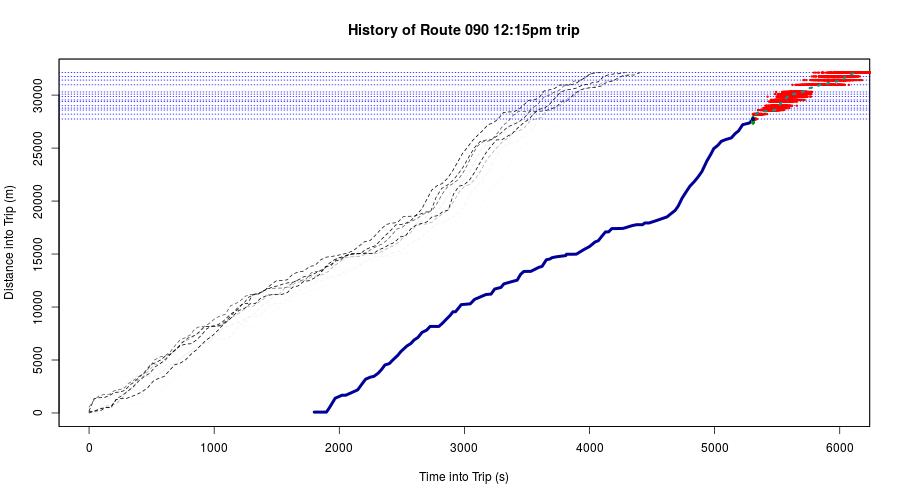 History of Route 090 12:15pm trip
Distance into Trip (m)
30000
25000
20000
15000
10000
5000
0
0 1000 2000 3000 4000 5000 6000
Time into Trip (s)